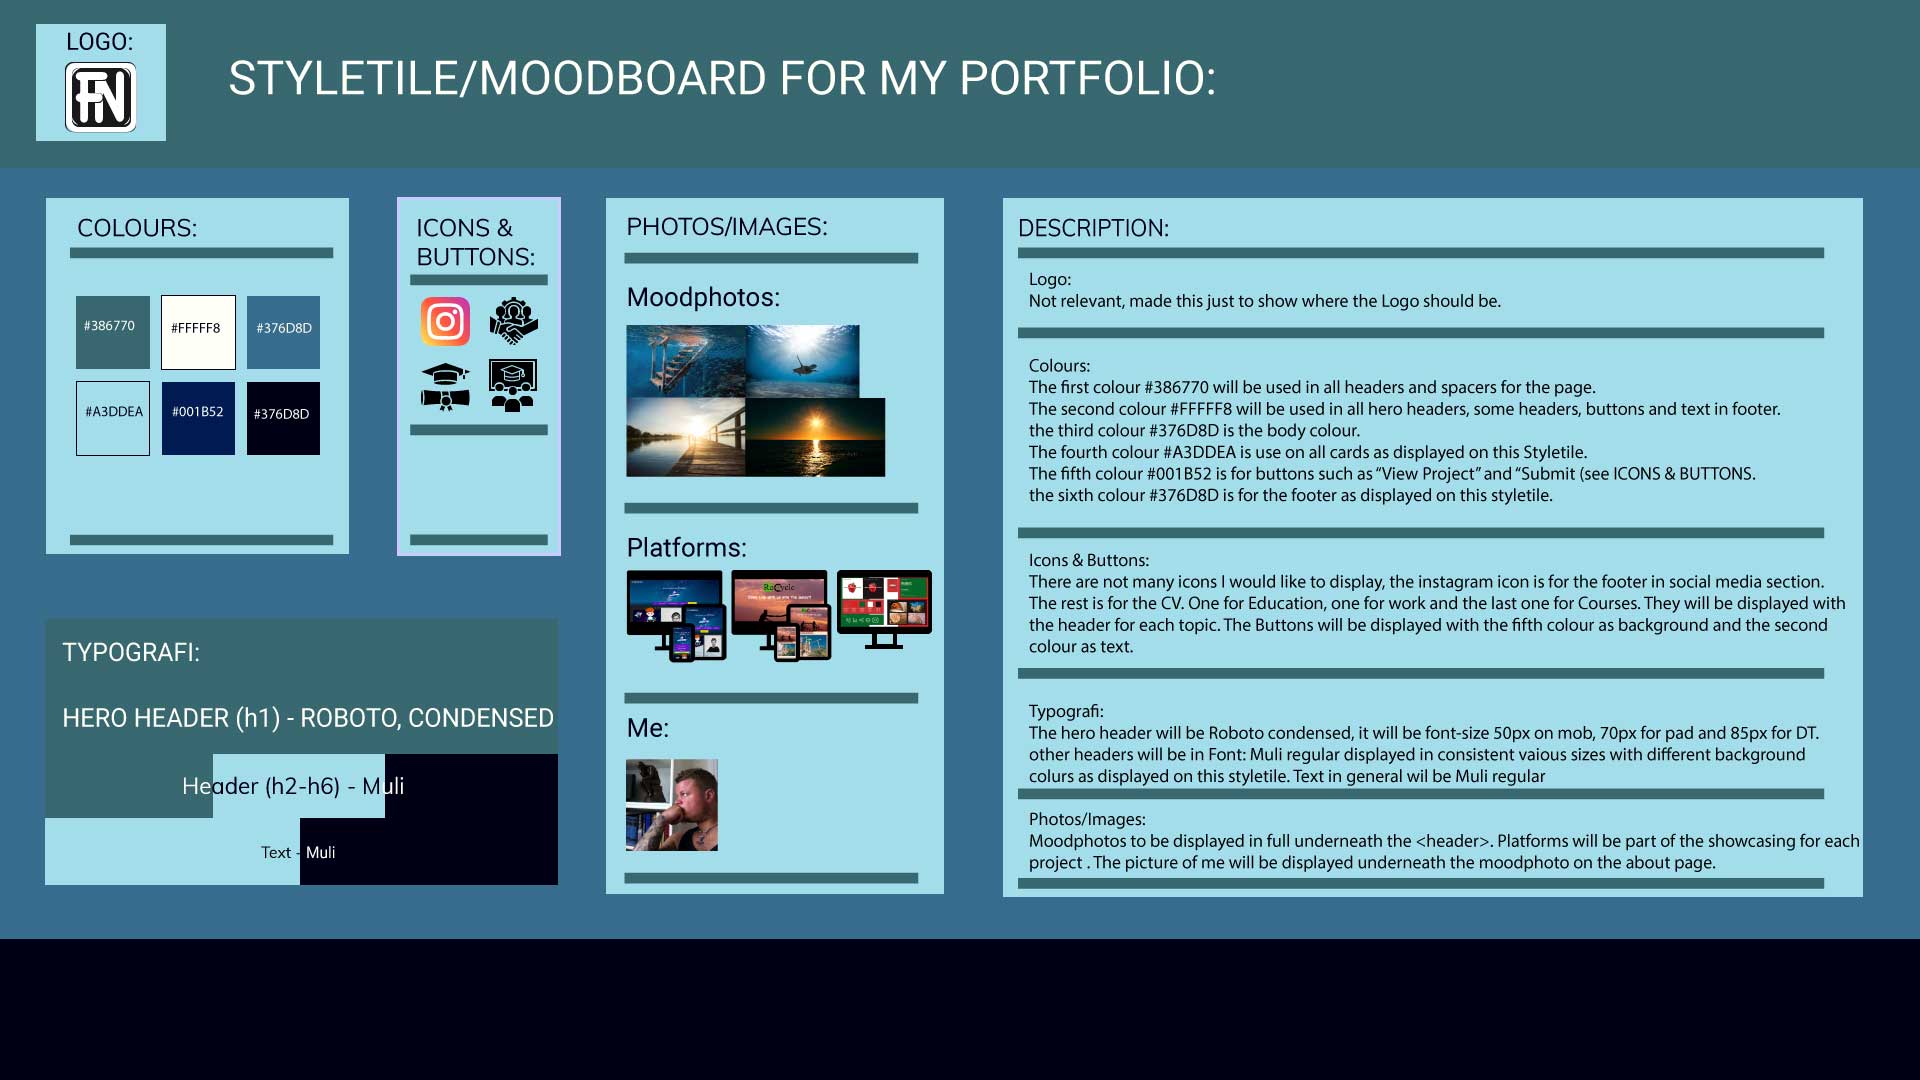 LOGO:
FN
STYLETILE/MOODBOARD FOR MY PORTFOLIO:
COLOURS:
#386770
#FFFFF8
#376D8D
#A3DDEA
#001B52
#376D8D
ICONS &
BUTTONS:
TYPOGRAFI:
HERO HEADER (h1) - ROBOTO, CONDENSED
Header (h2-h6) - Muli
Text - Muli
PHOTOS/IMAGES:
Moodphotos:
Platforms:
ReCycle
Me:
DESCRIPTION:
Logo:
Not relevant, made this just to show where the Logo should be.
Colours:
The first colour #386770 will be used in all headers and spacers for the page.
The second colour #FFFFF8 will be used in all hero headers, some headers, buttons and text in footer.
the third colour #376D8D is the body colour.
The fourth colour #A3DDEA is use on all cards as displayed on this Styletile.
The fifth colour #001B52 is for buttons such as “View Project” and “Submit (see ICONS & BUTTONS.
the sixth colour #376D8D is for the footer as displayed on this styletile.
Icons & Buttons:
There are not many icons I would like to display, the instagram icon is for the footer in social media section.
The rest is for the CV. One for Education, one for work and the last one for Courses. They will be displayed with
the header for each topic. The Buttons will be displayed with the fifth colour as background and the second
colour as text.
Typografi:
The hero header will be Roboto condensed, it will be font-size 50px on mob, 70px for pad and 85px for DT.
other headers will be in Font: Muli regular displayed in consistent vaious sizes with different background
colurs as displayed on this styletile. Text in general wil be Muli regular
Photos/Images:
Moodphotos to be displayed in full underneath the <header>. Platforms will be part of the showcasing for each
project . The picture of me will be displayed underneath the moodphoto on the about page.